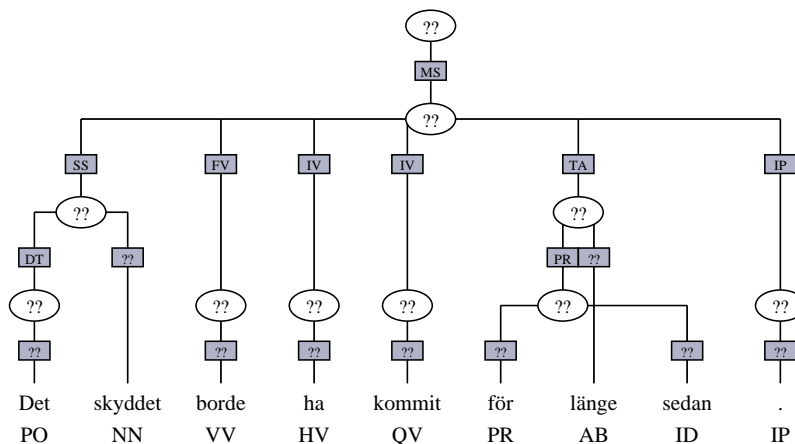 ??
MS
??
SS FV IV IV TA IP
?? ??
DT ?? PR ??
?? ?? ?? ?? ?? ??
?? ?? ?? ?? ?? ?? ??
Det skyddet borde ha kommit för länge sedan .
PO NN VV HV QV PR AB ID IP